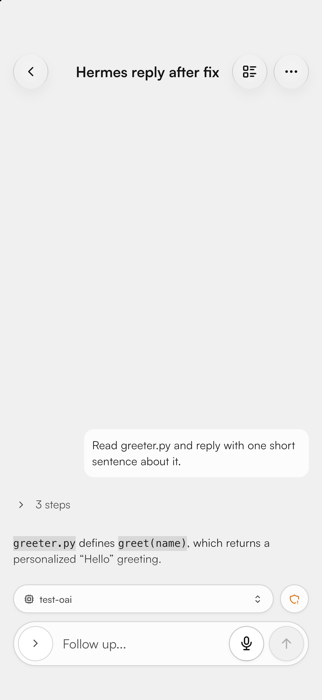 Hermes reply after fix
Read greeter.py and reply with one short
sentence about it.
3 steps
greeter.py defines greet(name), which returns a
personalized “Hello” greeting.
test-oai
Follow up...